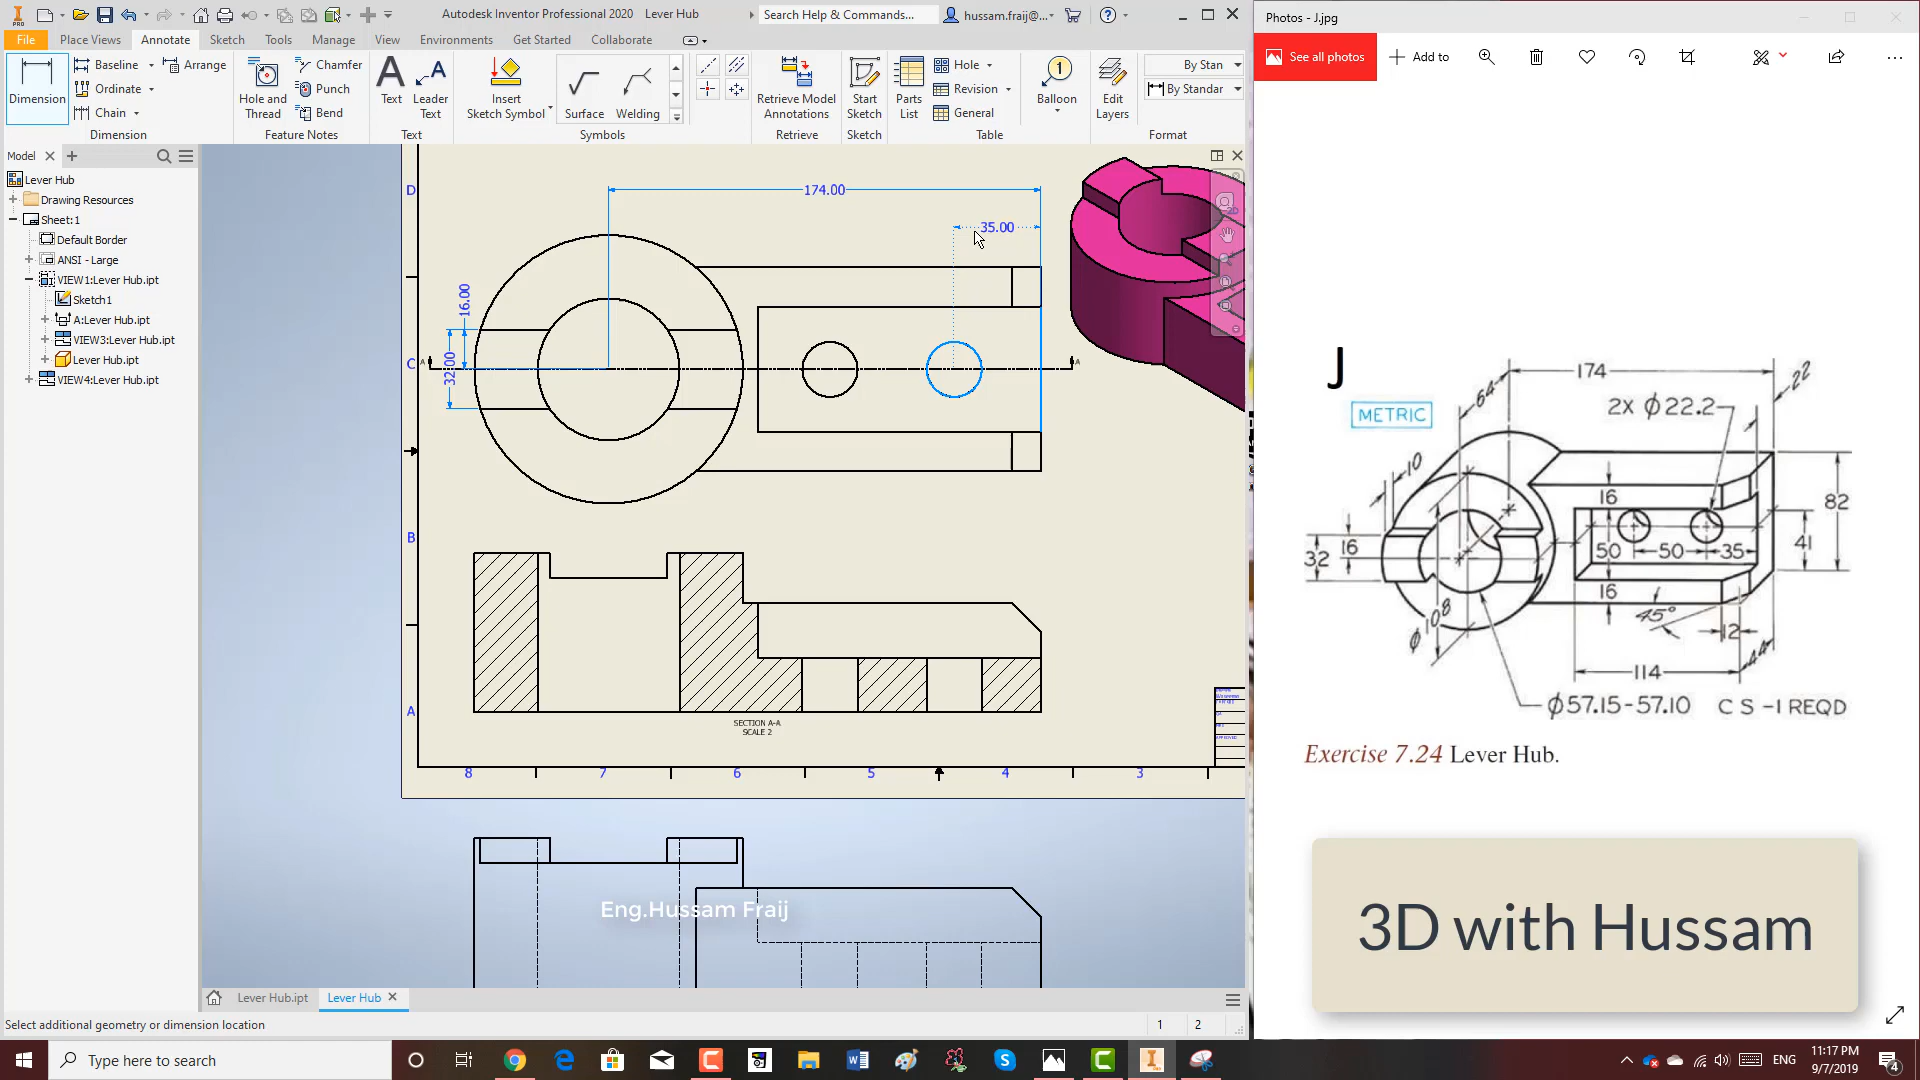 Autodesk Inventor Professional 2020 Lever Hub
Search Help & Commands...
hussam.fraij@...
File Place Views Annotate Sketch Tools Manage View Environments Get Started Collaborate
Dimension
Baseline
Ordinate
Chain
Arrange
Dimension
Hole and Thread
Chamfer
Punch
Bend
Feature Notes
Text
Leader Text
Text
Insert Sketch Symbol
Surface
Welding
Symbols
Retrieve Model Annotations
Retrieve
Start Sketch
Sketch
Parts List
Hole
Revision
General
Table
Balloon
Edit Layers
By Stan
By Standar
Format
Model
Lever Hub
Drawing Resources
Sheet:1
Default Border
ANSI - Large
VIEW1:Lever Hub.ipt
Sketch1
A:Lever Hub.ipt
VIEW3:Lever Hub.ipt
Lever Hub.ipt
VIEW4:Lever Hub.ipt
D
C
B
A
174.00
35.00
16.00
32.00
A
A
SECTION A-A
SCALE 2
8 7 6 5 4 3
Eng.Hussam Fraij
Lever Hub.ipt
Lever Hub
Select additional geometry or dimension location
1 2
Photos - J.jpg
See all photos
Add to
J
METRIC
174
64
22
2X Ø22.2
10
16
82
32
16
50 50 35
41
16
45°
12
Ø108
114
44
Ø57.15-57.10 CS-1 REQD
Exercise 7.24 Lever Hub.
3D with Hussam
Type here to search
ENG
11:17 PM
9/7/2019
4